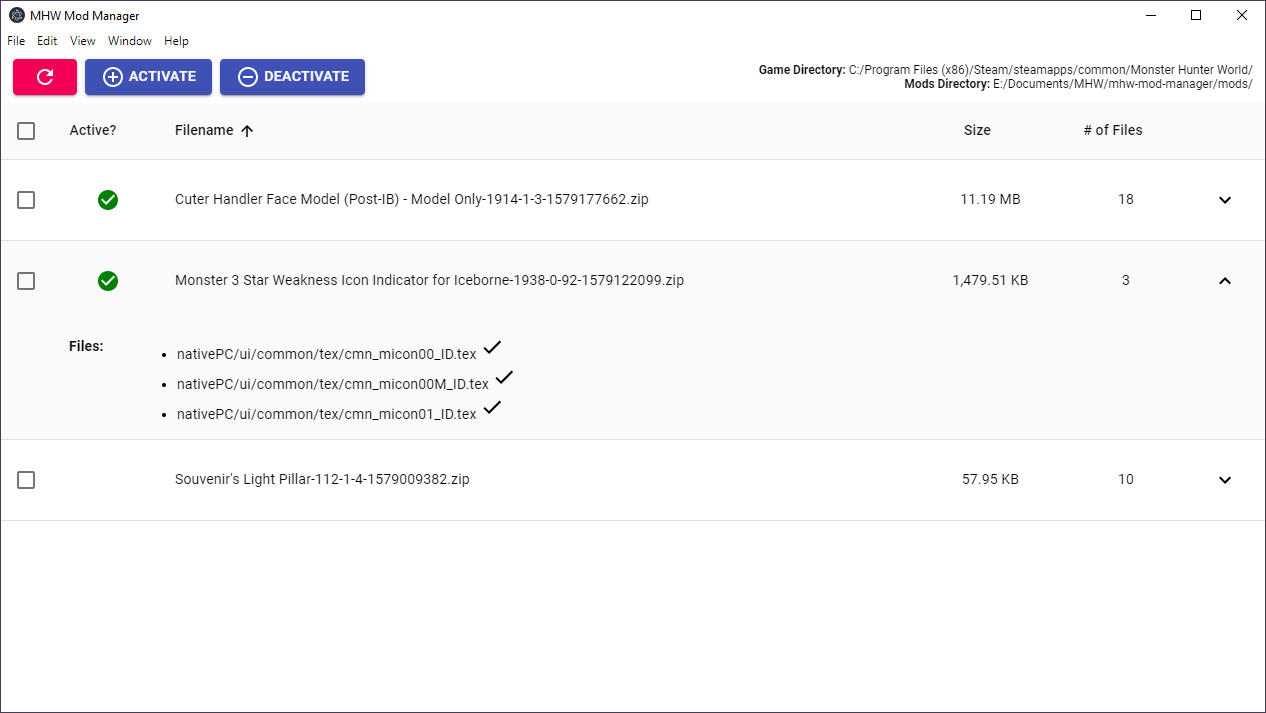 MHW Mod Manager
File Edit View Window Help
ACTIVATE DEACTIVATE
Game Directory: C:/Program Files (x86)/Steam/steamapps/common/Monster Hunter World/
Mods Directory: E:/Documents/MHW/mhw-mod-manager/mods/
Active? Filename Size # of Files
Cuter Handler Face Model (Post-IB) - Model Only-1914-1-3-1579177662.zip 11.19 MB 18
Monster 3 Star Weakness Icon Indicator for Iceborne-1938-0-92-1579122099.zip 1,479.51 KB 3
Files:
nativePC/ui/common/tex/cmn_micon00_ID.tex
nativePC/ui/common/tex/cmn_micon00M_ID.tex
nativePC/ui/common/tex/cmn_micon01_ID.tex
Souvenir's Light Pillar-112-1-4-1579009382.zip 57.95 KB 10